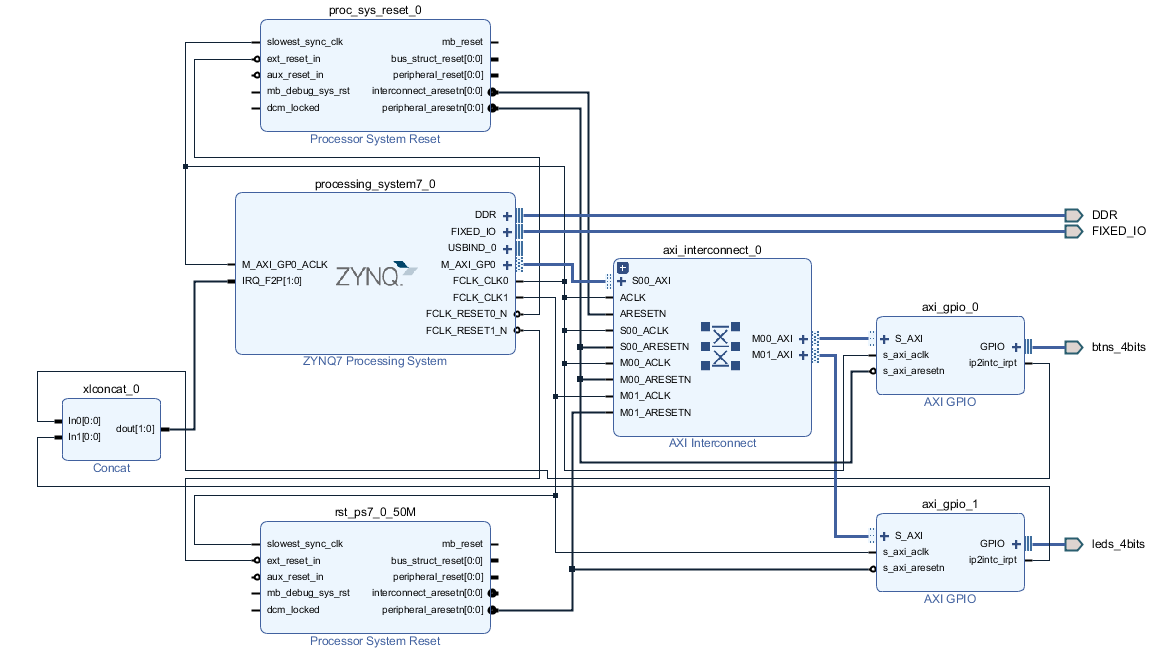 proc_sys_reset_0
slowest_sync_clk
ext_reset_in
aux_reset_in
mb_debug_sys_rst
dcm_locked
mb_reset
bus_struct_reset[0:0]
peripheral_reset[0:0]
interconnect_aresetn[0:0]
peripheral_aresetn[0:0]
Processor System Reset
processing_system7_0
M_AXI_GP0_ACLK
IRQ_F2P[1:0]
ZYNQ.
DDR
FIXED_IO
USBIND_0
M_AXI_GP0
FCLK_CLK0
FCLK_CLK1
FCLK_RESET0_N
FCLK_RESET1_N
ZYNQ7 Processing System
DDR
FIXED_IO
axi_interconnect_0
S00_AXI
ACLK
ARESETN
S00_ACLK
S00_ARESETN
M00_ACLK
M00_ARESETN
M01_ACLK
M01_ARESETN
M00_AXI
M01_AXI
AXI Interconnect
axi_gpio_0
S_AXI
s_axi_aclk
s_axi_aresetn
GPIO
ip2intc_irpt
AXI GPIO
btns_4bits
xlconcat_0
In0[0:0]
In1[0:0]
dout[1:0]
Concat
rst_ps7_0_50M
slowest_sync_clk
ext_reset_in
aux_reset_in
mb_debug_sys_rst
dcm_locked
mb_reset
bus_struct_reset[0:0]
peripheral_reset[0:0]
interconnect_aresetn[0:0]
peripheral_aresetn[0:0]
Processor System Reset
axi_gpio_1
S_AXI
s_axi_aclk
s_axi_aresetn
GPIO
ip2intc_irpt
AXI GPIO
leds_4bits